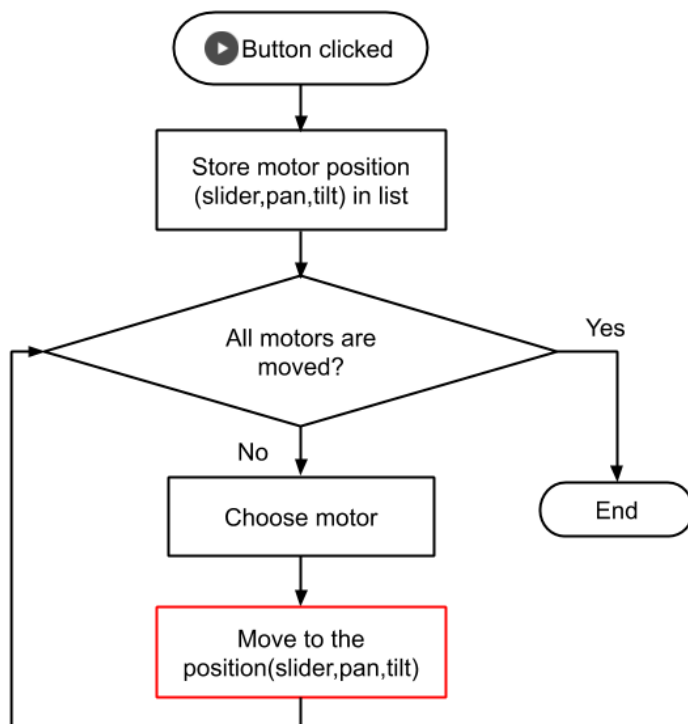 Button clicked
Store motor position
(slider,pan,tilt) in list
All motors are
moved?
Yes
No
Choose motor
End
Move to the
position(slider,pan,tilt)